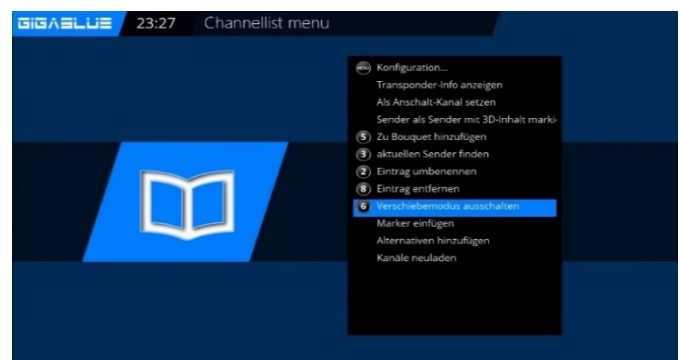 GIGABLUE 23:27 Channellist menu
MENU Konfiguration...
Transponder-Info anzeigen
Als Anschalt-Kanal setzen
Sender als Sender mit 3D-Inhalt marki
5 Zu Bouquet hinzufügen
3 aktuellen Sender finden
2 Eintrag umbenennen
8 Eintrag entfernen
6 Verschiebemodus ausschalten
Marker einfügen
Alternativen hinzufügen
Kanäle neuladen